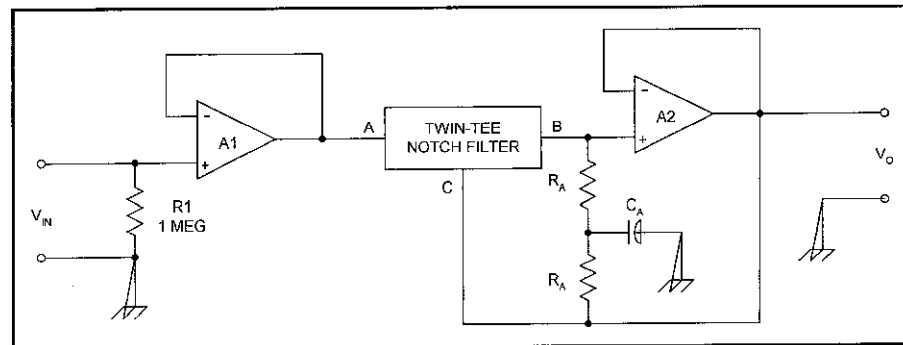 A1
−
+
A
TWIN-TEE
NOTCH FILTER
B
C
A2
−
+
V_IN
R1
1 MEG
R_A
C_A
R_A
V_O